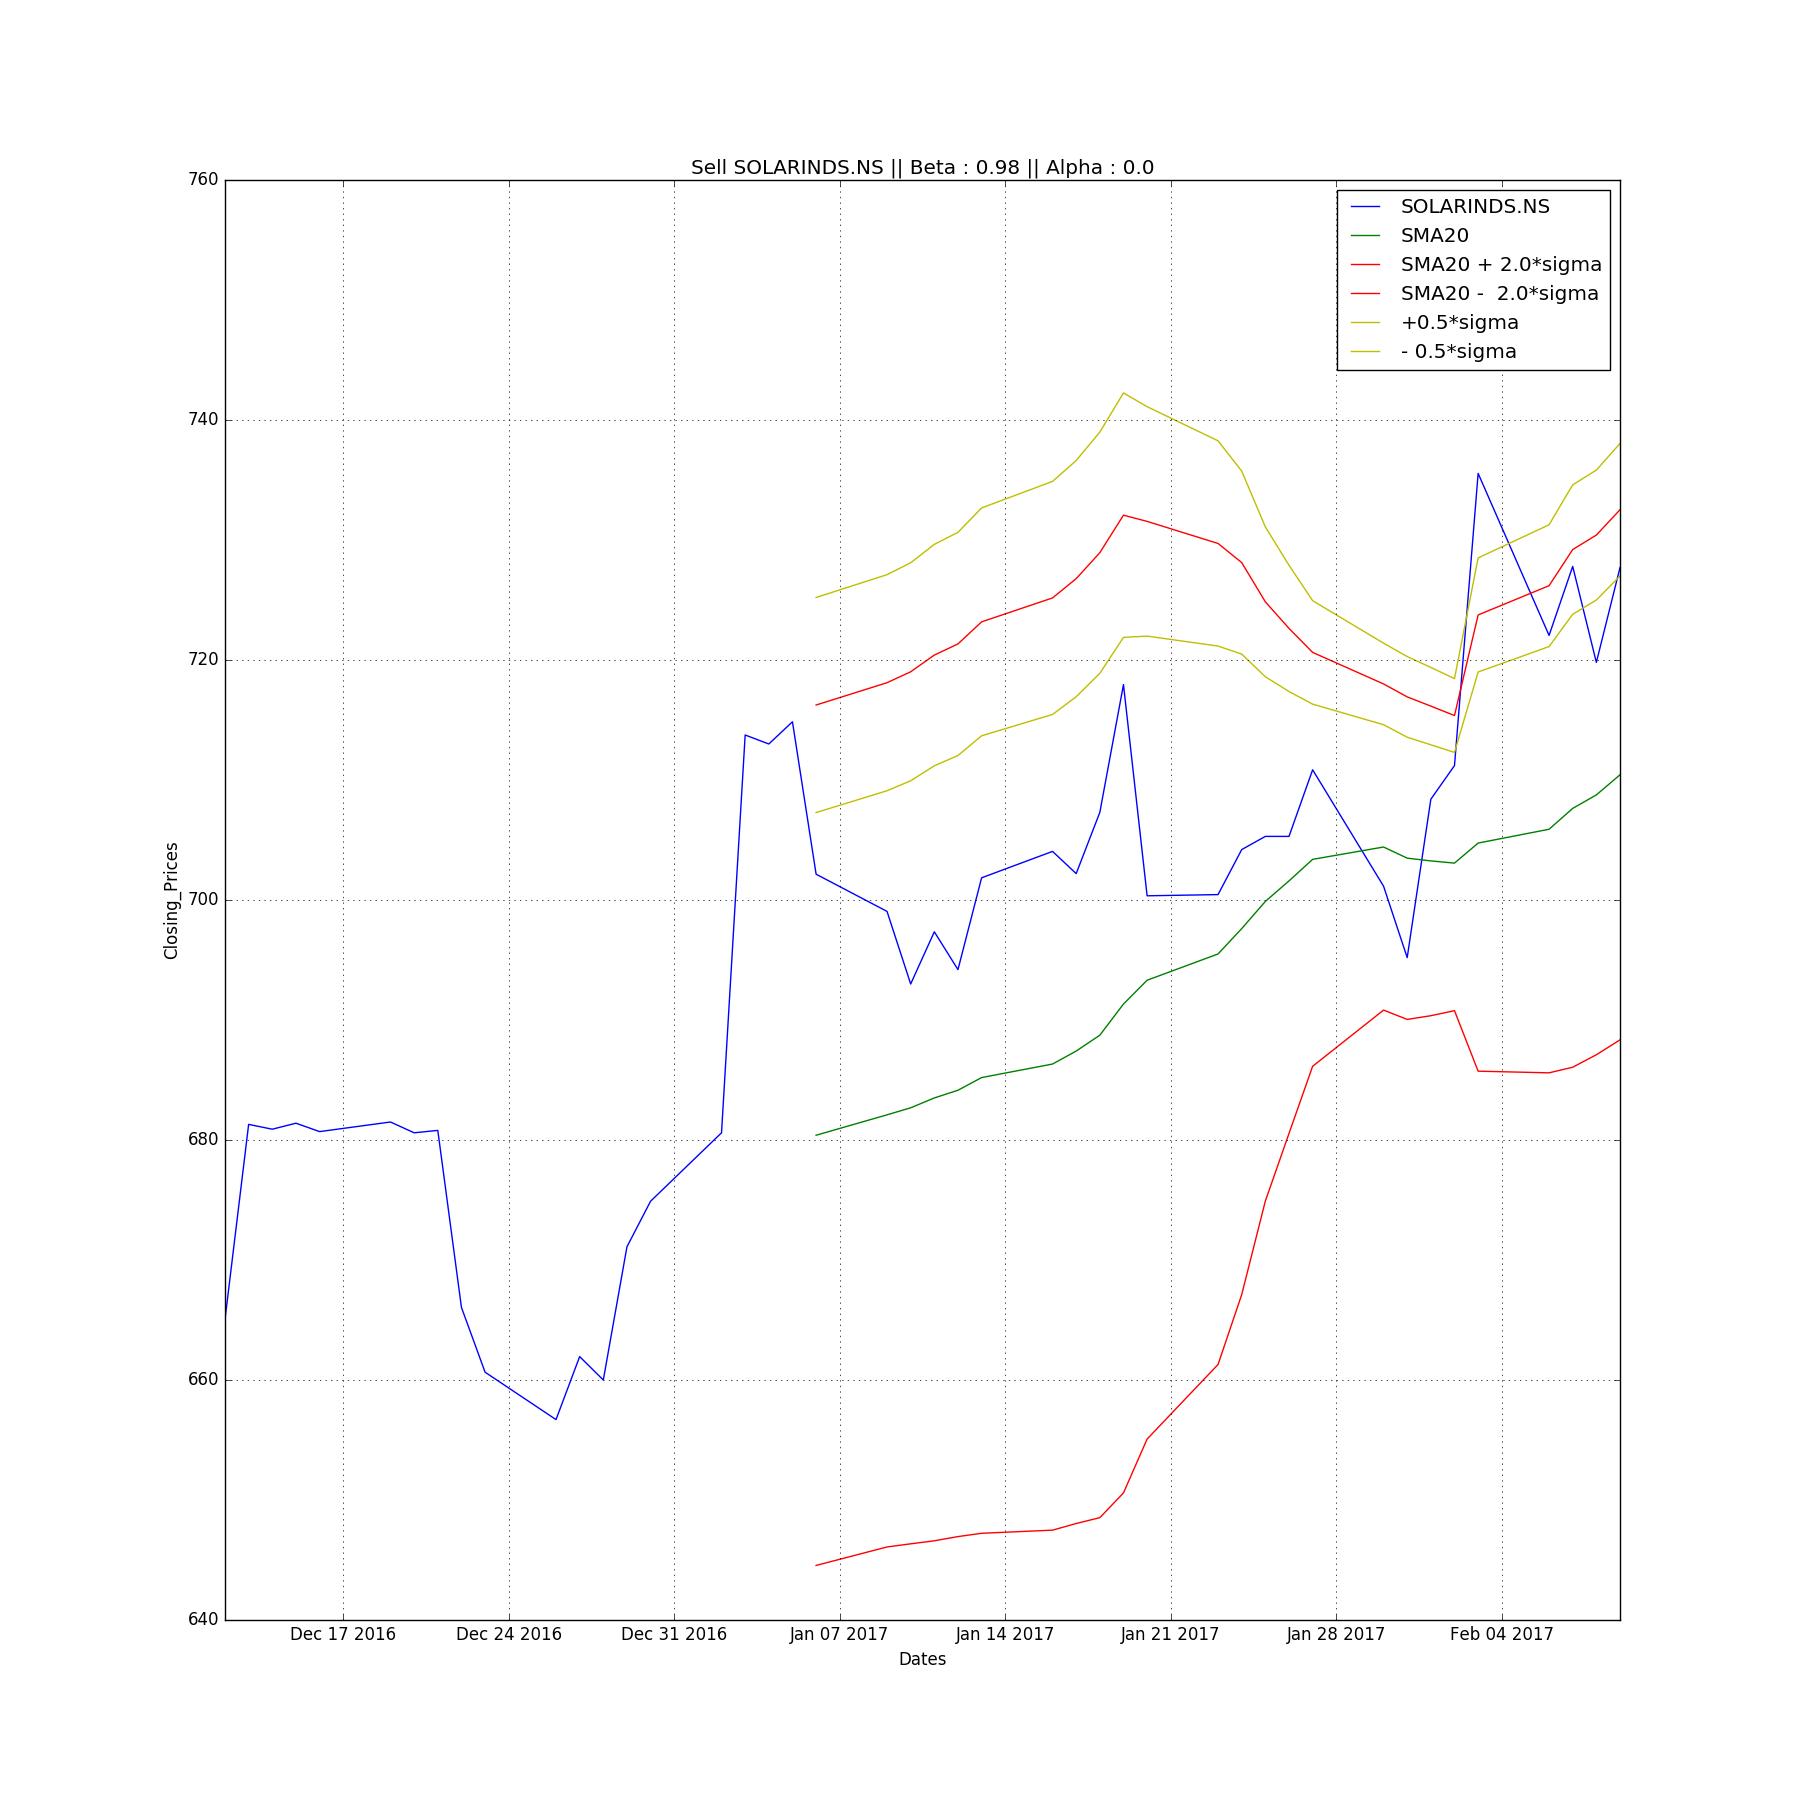 Sell SOLARINDS.NS || Beta : 0.98 || Alpha : 0.0
SOLARINDS.NS
SMA20
SMA20 + 2.0*sigma
SMA20 -  2.0*sigma
+0.5*sigma
- 0.5*sigma
760
740
720
700
680
660
640
Closing_Prices
Dec 17 2016
Dec 24 2016
Dec 31 2016
Jan 07 2017
Jan 14 2017
Jan 21 2017
Jan 28 2017
Feb 04 2017
Dates